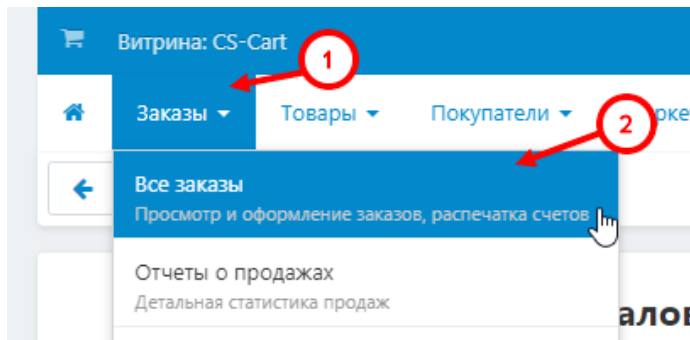 Витрина: CS-Cart
1
Заказы Товары Покупатели
2
Все заказы
Просмотр и оформление заказов, распечатка счетов
Отчеты о продажах
Детальная статистика продаж